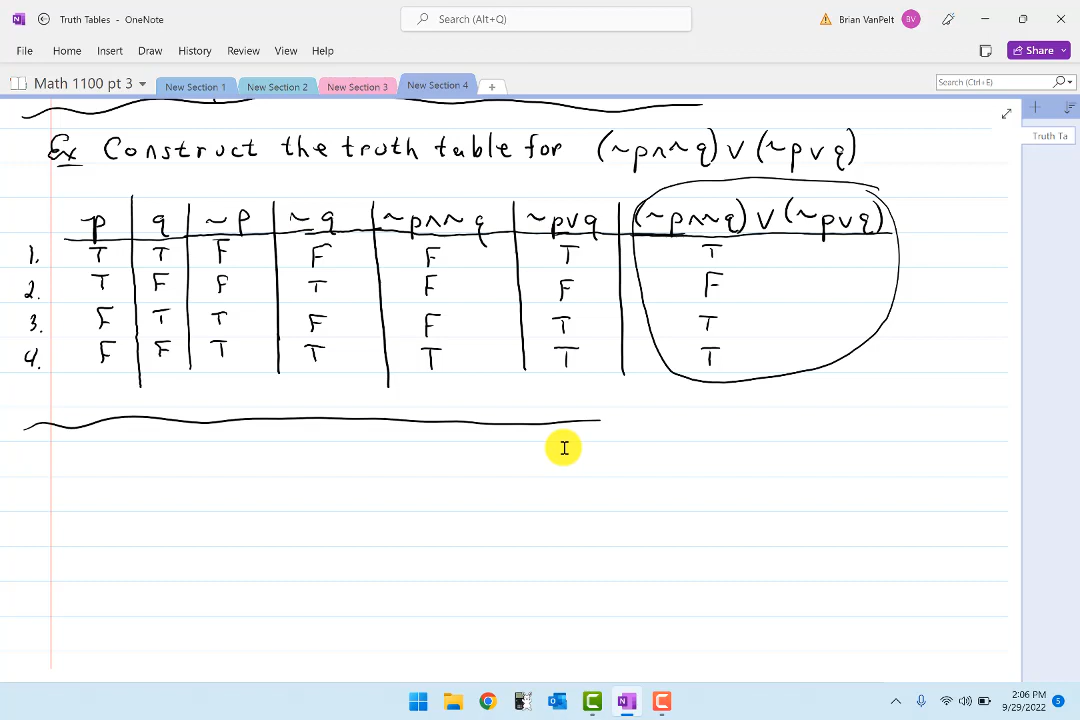 Truth Tables - OneNote
Search (Alt+Q)
Brian VanPelt BV
File Home Insert Draw History Review View Help Share
Math 1100 pt 3 New Section 1 New Section 2 New Section 3 New Section 4 +
Search (Ctrl+E)
Truth Ta
Ex Construct the truth table for (~p∧~q)∨(~p∨q)
p q ~p ~q ~p∧~q ~p∨q (~p∧~q)∨(~p∨q)
1. T T F F F T T
2. T F F T F F F
3. F T T F F T T
4. F F T T T T T
2:06 PM
9/29/2022 5